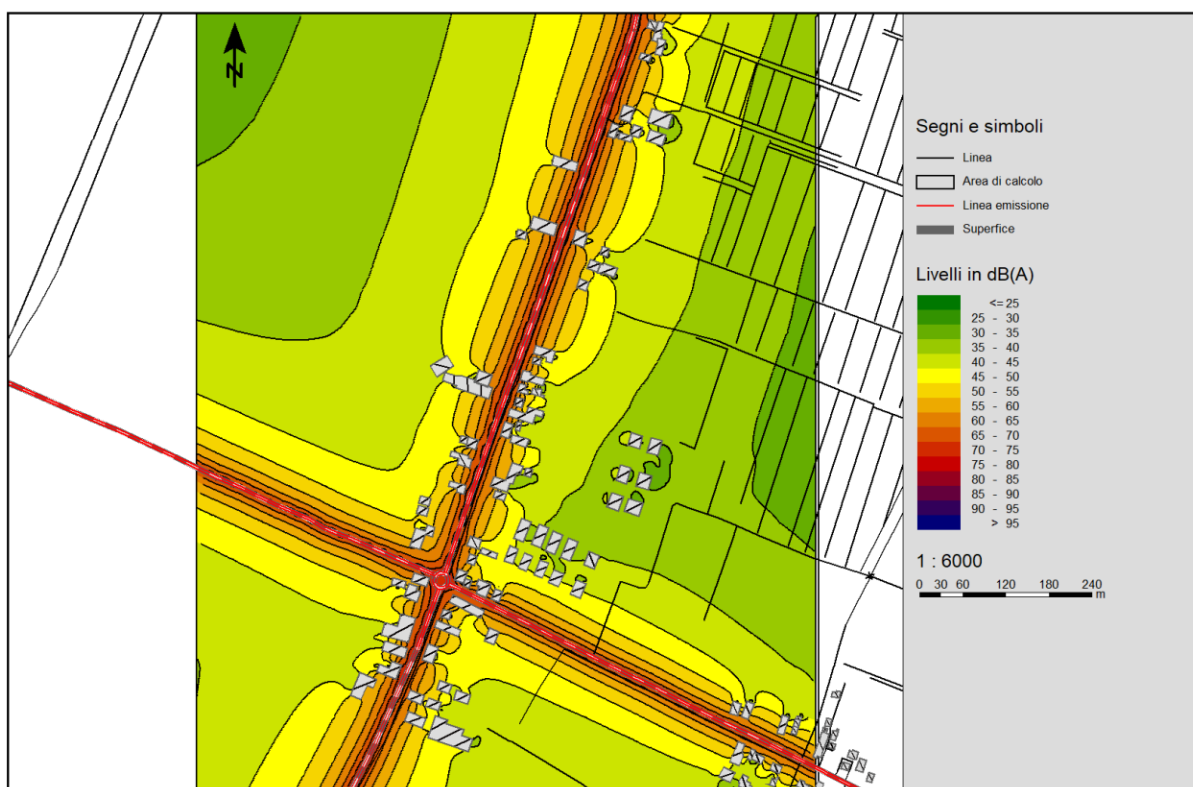 N
Segni e simboli
Linea
Area di calcolo
Linea emissione
Superfice
Livelli in dB(A)
<= 25
25 - 30
30 - 35
35 - 40
40 - 45
45 - 50
50 - 55
55 - 60
60 - 65
65 - 70
70 - 75
75 - 80
80 - 85
85 - 90
90 - 95
> 95
1 : 6000
0 30 60 120 180 240
m